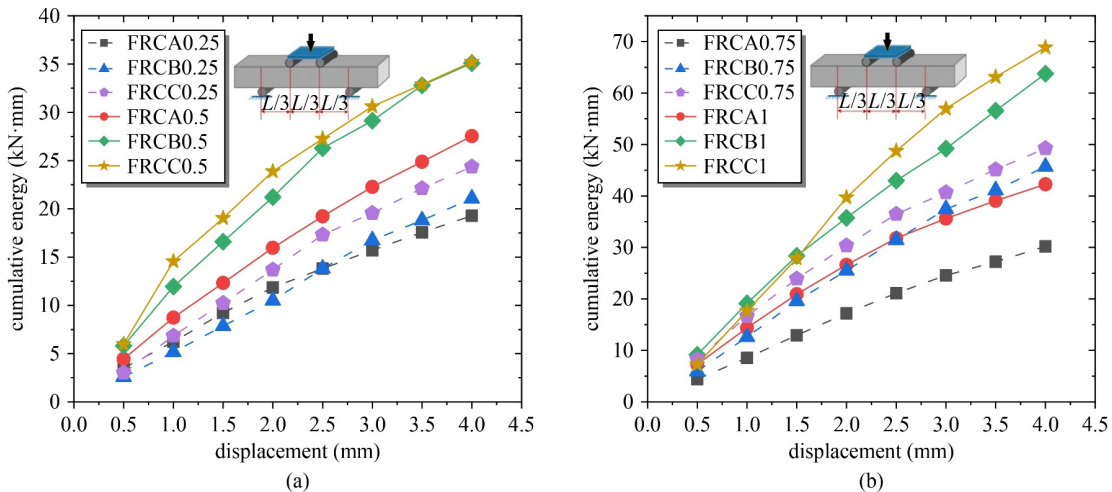 40
35
30
25
20
15
10
5
0
cumulative energy (kN·mm)
FRCA0.25
FRCB0.25
FRCC0.25
FRCA0.5
FRCB0.5
FRCC0.5
L/3 L/3 L/3
0.0 0.5 1.0 1.5 2.0 2.5 3.0 3.5 4.0 4.5
displacement (mm)
(a)
70
60
50
40
30
20
10
0
cumulative energy (kN·mm)
FRCA0.75
FRCB0.75
FRCC0.75
FRCA1
FRCB1
FRCC1
L/3 L/3 L/3
0.0 0.5 1.0 1.5 2.0 2.5 3.0 3.5 4.0 4.5
displacement (mm)
(b)